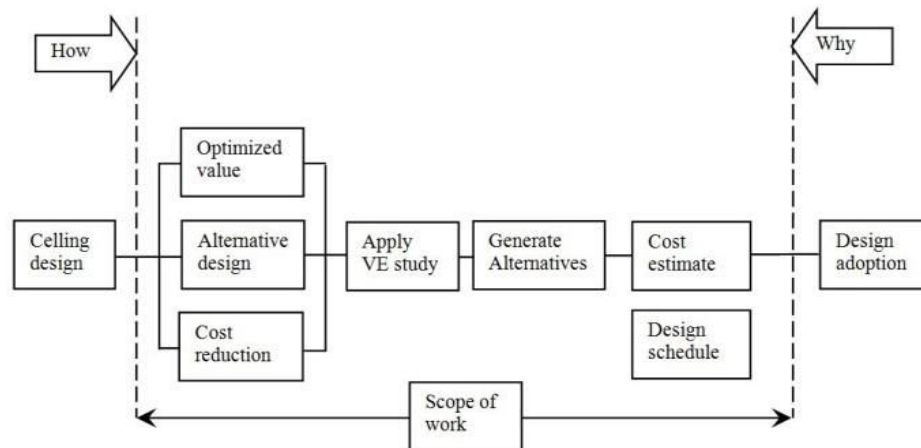 How
Why
Optimized
value
Celling
design
Alternative
design
Apply
VE study
Generate
Alternatives
Cost
estimate
Design
adoption
Cost
reduction
Design
schedule
Scope of
work